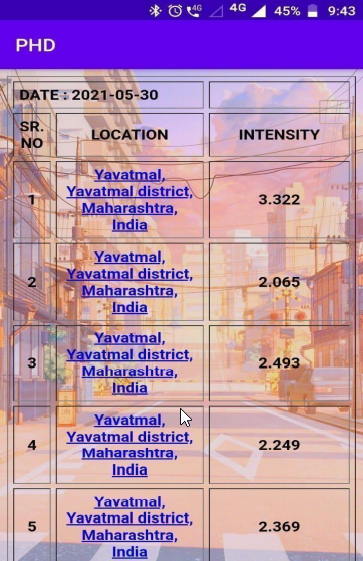 4G 4G 45% 9:43
PHD
DATE : 2021-05-30
SR. NO LOCATION INTENSITY
1 Yavatmal, Yavatmal district, Maharashtra, India 3.322
2 Yavatmal, Yavatmal district, Maharashtra, India 2.065
3 Yavatmal, Yavatmal district, Maharashtra, India 2.493
4 Yavatmal, Yavatmal district, Maharashtra, India 2.249
5 Yavatmal, Yavatmal district, Maharashtra, India 2.369